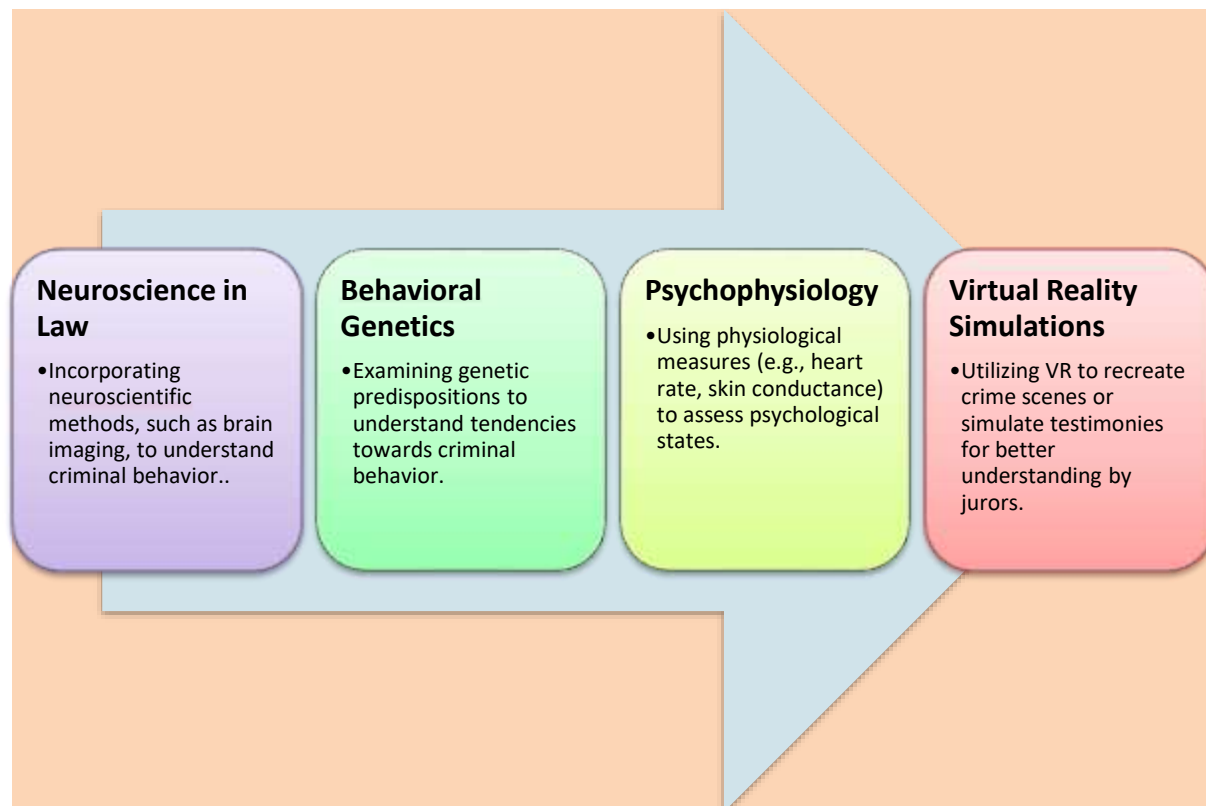 Neuroscience in
Law
•Incorporating
neuroscientific
methods, such as brain
imaging, to understand
criminal behavior..
Behavioral
Genetics
•Examining genetic
predispositions to
understand tendencies
towards criminal
behavior.
Psychophysiology
•Using physiological
measures (e.g., heart
rate, skin conductance)
to assess psychological
states.
Virtual Reality
Simulations
•Utilizing VR to recreate
crime scenes or
simulate testimonies
for better
understanding by
jurors.